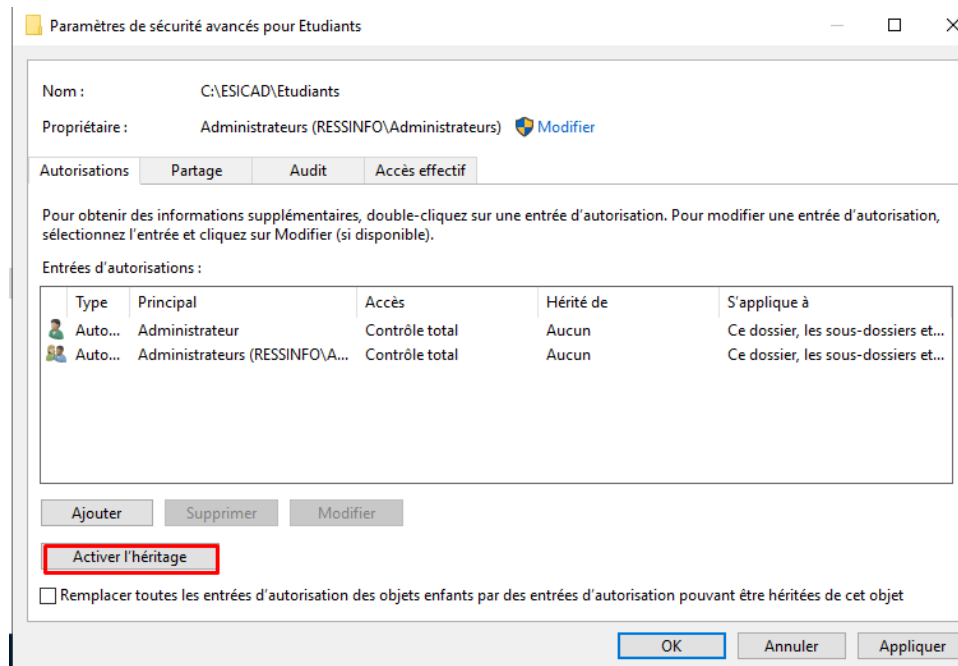 Paramètres de sécurité avancés pour Etudiants
Nom : C:\ESICAD\Etudiants
Propriétaire : Administrateurs (RESSINFO\Administrateurs) Modifier
Autorisations Partage Audit Accès effectif
Pour obtenir des informations supplémentaires, double-cliquez sur une entrée d'autorisation. Pour modifier une entrée d'autorisation,
sélectionnez l'entrée et cliquez sur Modifier (si disponible).
Entrées d'autorisations :
Type Principal Accès Hérité de S'applique à
Auto... Administrateur Contrôle total Aucun Ce dossier, les sous-dossiers et...
Auto... Administrateurs (RESSINFO\A... Contrôle total Aucun Ce dossier, les sous-dossiers et...
Ajouter Supprimer Modifier
Activer l'héritage
Remplacer toutes les entrées d'autorisation des objets enfants par des entrées d'autorisation pouvant être héritées de cet objet
OK Annuler Appliquer